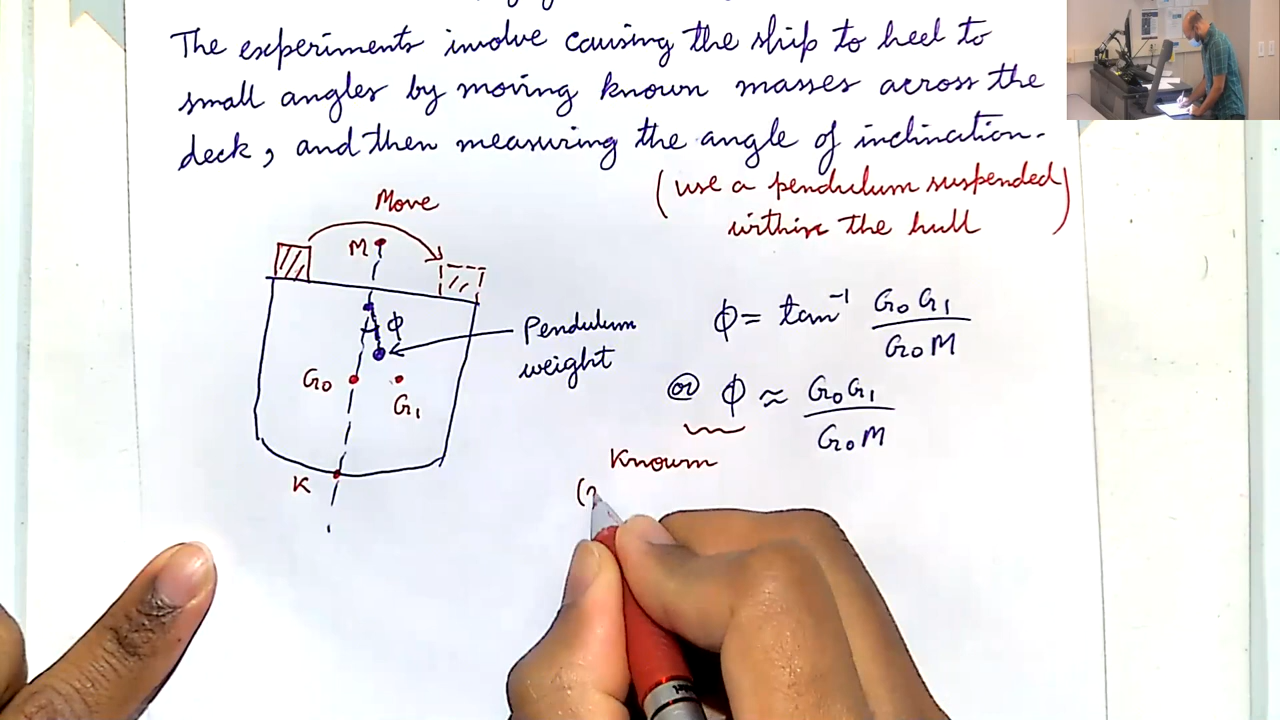 The experiments involve causing the ship to heel to
small angles by moving known masses across the
deck, and then measuring the angle of inclination.
(use a pendulum suspended
within the hull)
Move
M
ϕ
Pendulum
weight
G₀
G₁
K
ϕ = tan⁻¹ G₀G₁ / G₀M
or ϕ ≈ G₀G₁ / G₀M
Known